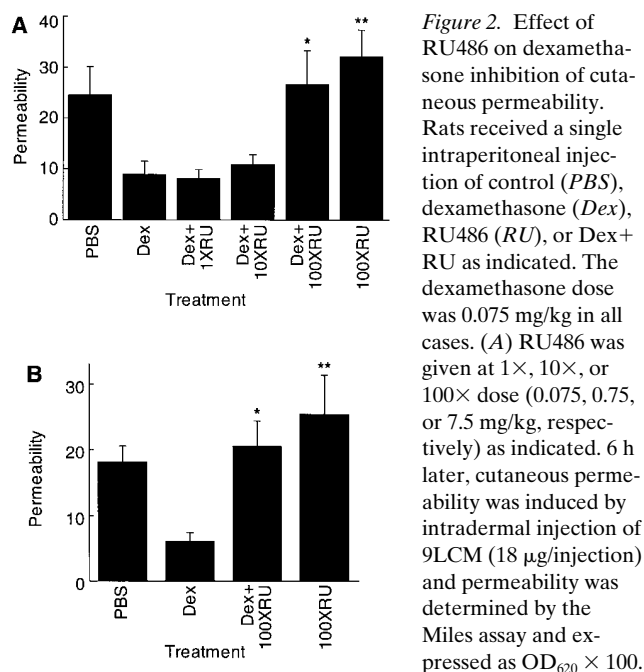 A
40
30
20
10
0
Permeability
*
**
PBS
Dex
Dex+
1XRU
Dex+
10XRU
Dex+
100XRU
100XRU
Treatment
B
30
20
10
0
Permeability
*
**
PBS
Dex
Dex+
100XRU
100XRU
Treatment
Figure 2. Effect of
RU486 on dexametha-
sone inhibition of cuta-
neous permeability.
Rats received a single
intraperitoneal injec-
tion of control (PBS),
dexamethasone (Dex),
RU486 (RU), or Dex+
RU as indicated. The
dexamethasone dose
was 0.075 mg/kg in all
cases. (A) RU486 was
given at 1×, 10×, or
100× dose (0.075, 0.75,
or 7.5 mg/kg, respec-
tively) as indicated. 6 h
later, cutaneous perme-
ability was induced by
intradermal injection of
9LCM (18 μg/injection)
and permeability was
determined by the
Miles assay and ex-
pressed as OD₆₂₀ × 100.